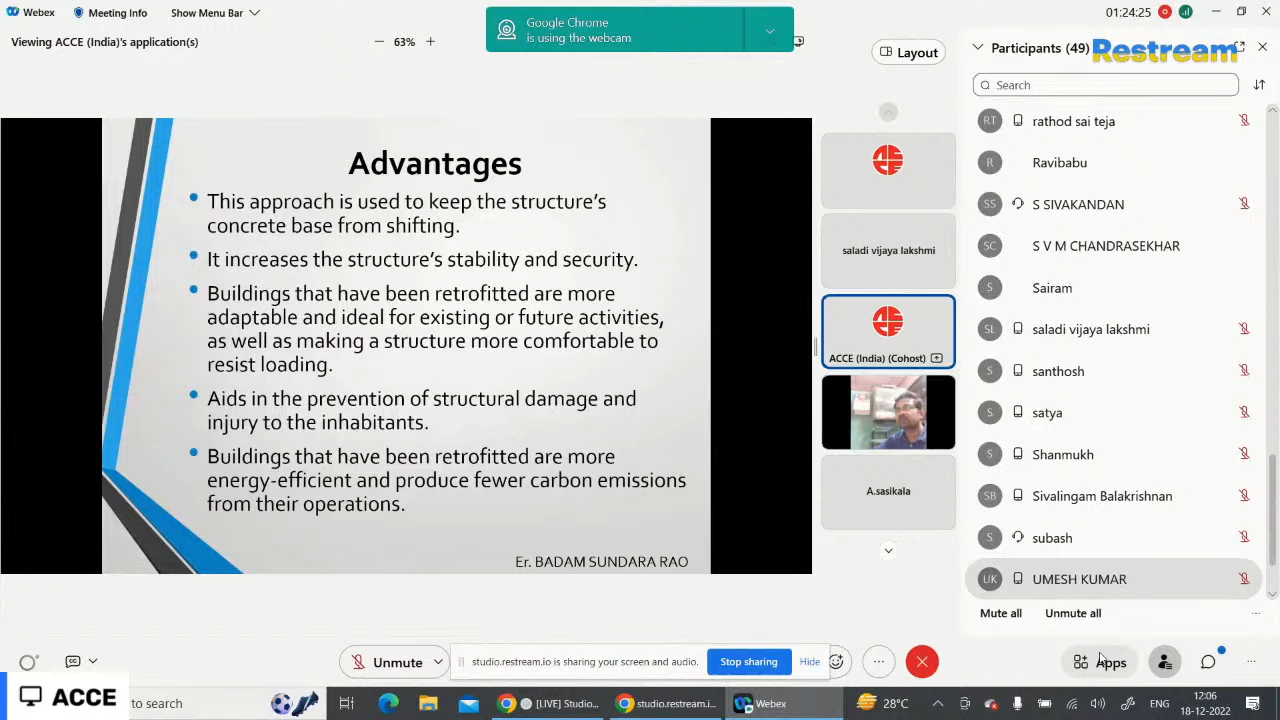 Webex
Meeting Info
Show Menu Bar
Google Chrome
is using the webcam
01:24:25
Viewing ACCE (India)'s application(s)
63%
Layout
Participants (49)
Restream
Search
Advantages
This approach is used to keep the structure's
concrete base from shifting.
It increases the structure's stability and security.
Buildings that have been retrofitted are more
adaptable and ideal for existing or future activities,
as well as making a structure more comfortable to
resist loading.
Aids in the prevention of structural damage and
injury to the inhabitants.
Buildings that have been retrofitted are more
energy-efficient and produce fewer carbon emissions
from their operations.
Er. BADAM SUNDARA RAO
saladi vijaya lakshmi
ACCE (India) (Cohost)
A.sasikala
RT rathod sai teja
R Ravibabu
SS S SIVAKANDAN
SC S V M CHANDRASEKHAR
S Sairam
SL saladi vijaya lakshmi
S santhosh
S satya
S Shanmukh
SB Sivalingam Balakrishnan
S subash
UK UMESH KUMAR
Mute all
Unmute all
CC
Unmute
studio.restream.io is sharing your screen and audio.
Stop sharing
Hide
Apps
ACCE
to search
[LIVE] Studio...
studio.restream.i...
Webex
28°C
ENG
12:06
18-12-2022